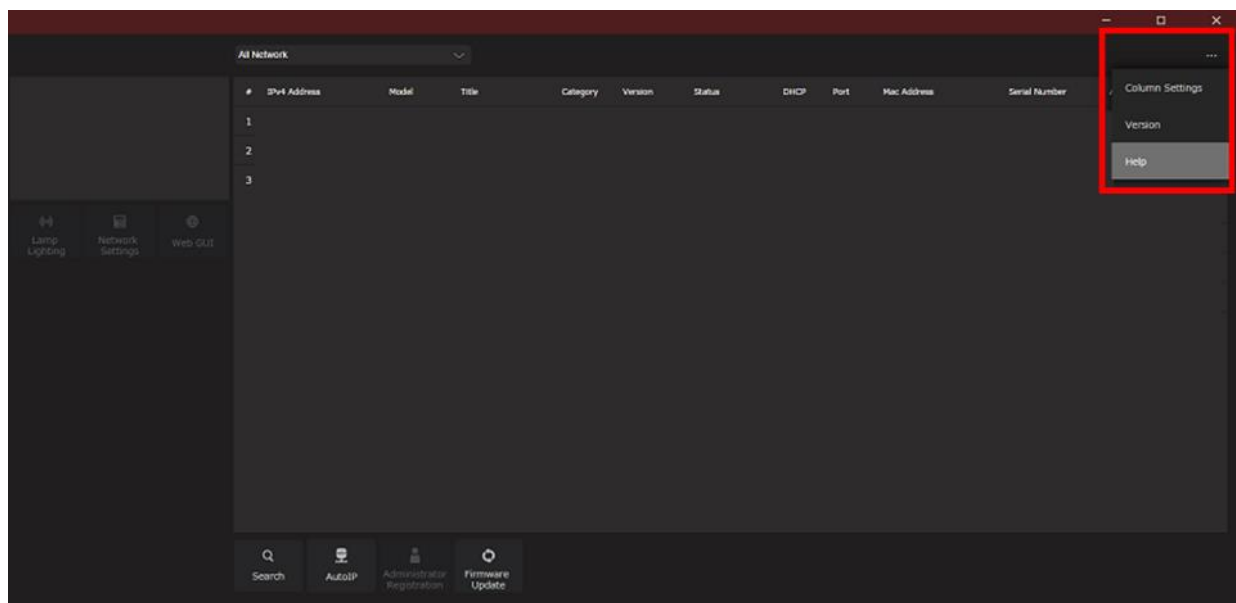 All Network
...
# IPv4 Address Model Title Category Version Status DHCP Port Mac Address Serial Number
Column Settings
1
Version
2
Help
3
Lamp
Lighting
Network
Settings
Web GUI
Search
AutoIP
Administrator
Registration
Firmware
Update